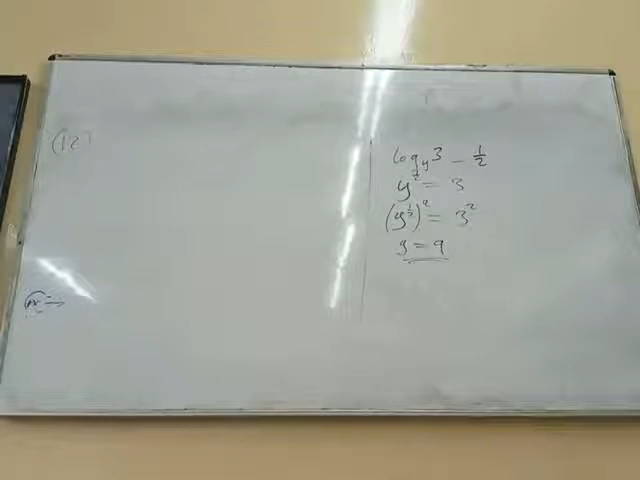 (12)
log_y 3 - 1/2
y^(1/2) = 3
(y^(1/2))^2 = 3^2
y = 9